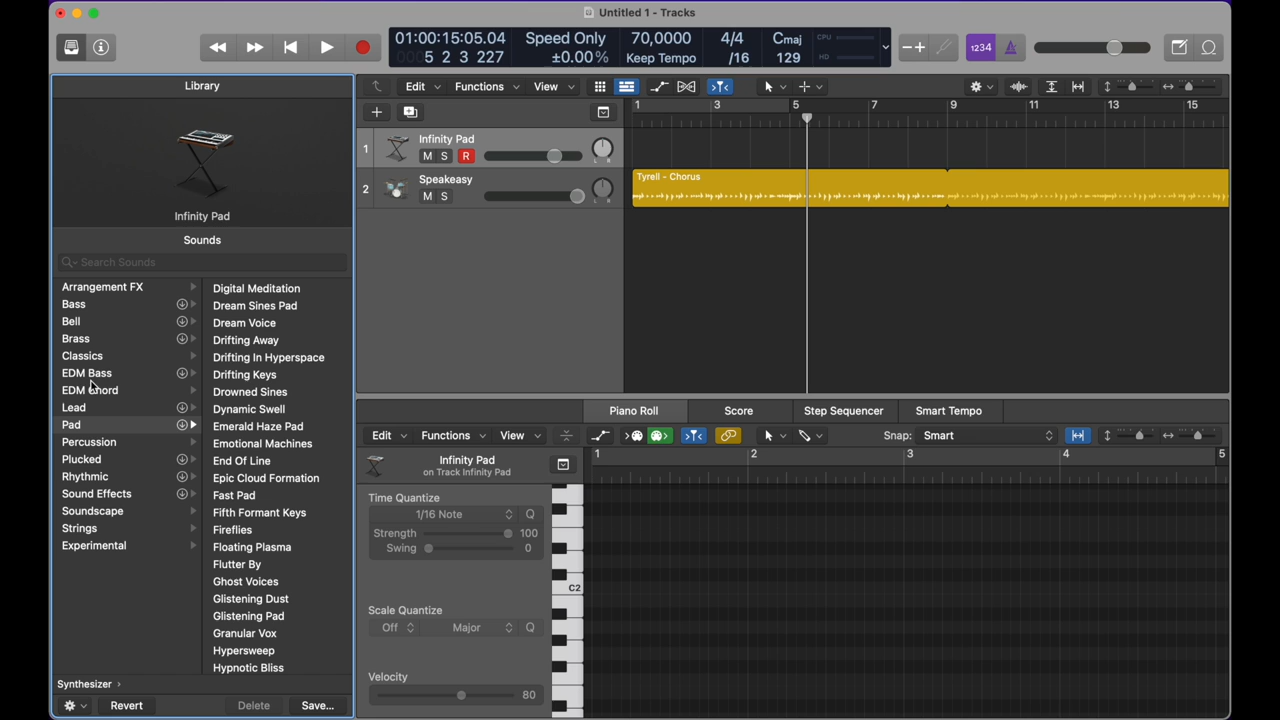 Untitled 1 - Tracks
01:00:15:05.04
0005 2 3 227
Speed Only
±0.00%
70,0000
Keep Tempo
4/4
/16
Cmaj
129
CPU
HD
1234
Library
Edit
Functions
View
1 3 5 7 9 11 13 15
Infinity Pad
Sounds
Search Sounds
1
Infinity Pad
M S R
L R
2
Speakeasy
M S
L R
Tyrell - Chorus
Arrangement FX
Bass
Bell
Brass
Classics
EDM Bass
EDM Chord
Lead
Pad
Percussion
Plucked
Rhythmic
Sound Effects
Soundscape
Strings
Experimental
Digital Meditation
Dream Sines Pad
Dream Voice
Drifting Away
Drifting In Hyperspace
Drifting Keys
Drowned Sines
Dynamic Swell
Emerald Haze Pad
Emotional Machines
End Of Line
Epic Cloud Formation
Fast Pad
Fifth Formant Keys
Fireflies
Floating Plasma
Flutter By
Ghost Voices
Glistening Dust
Glistening Pad
Granular Vox
Hypersweep
Hypnotic Bliss
Synthesizer ›
Revert
Delete
Save...
Piano Roll
Score
Step Sequencer
Smart Tempo
Edit
Functions
View
Snap: Smart
Infinity Pad
on Track Infinity Pad
1 2 3 4 5
Time Quantize
1/16 Note
Q
Strength 100
Swing 0
C2
Scale Quantize
Off
Major
Q
Velocity
80